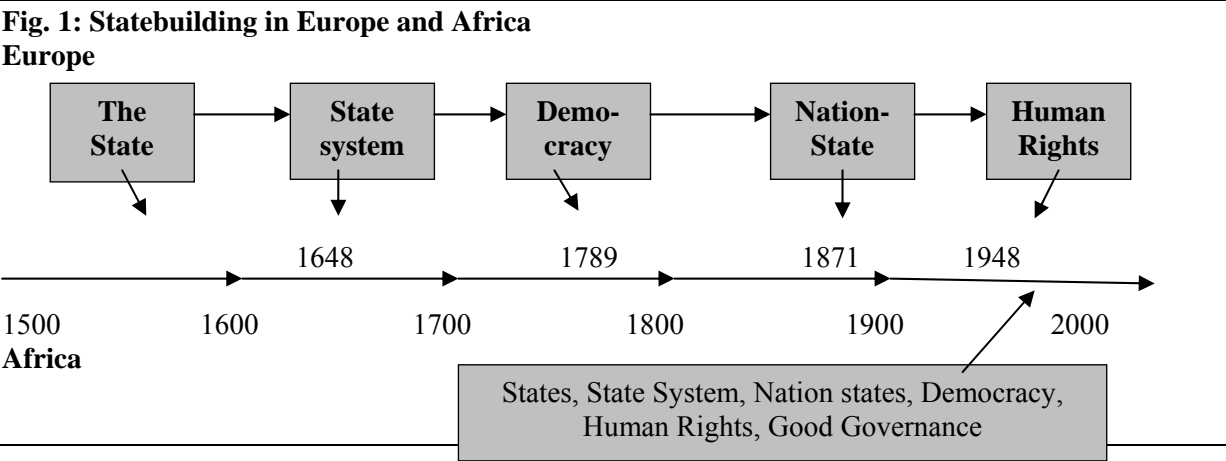 Fig. 1: Statebuilding in Europe and Africa
Europe
The
State
State
system
Demo-
cracy
Nation-
State
Human
Rights
1648 1789 1871 1948
1500 1600 1700 1800 1900 2000
Africa
States, State System, Nation states, Democracy,
Human Rights, Good Governance